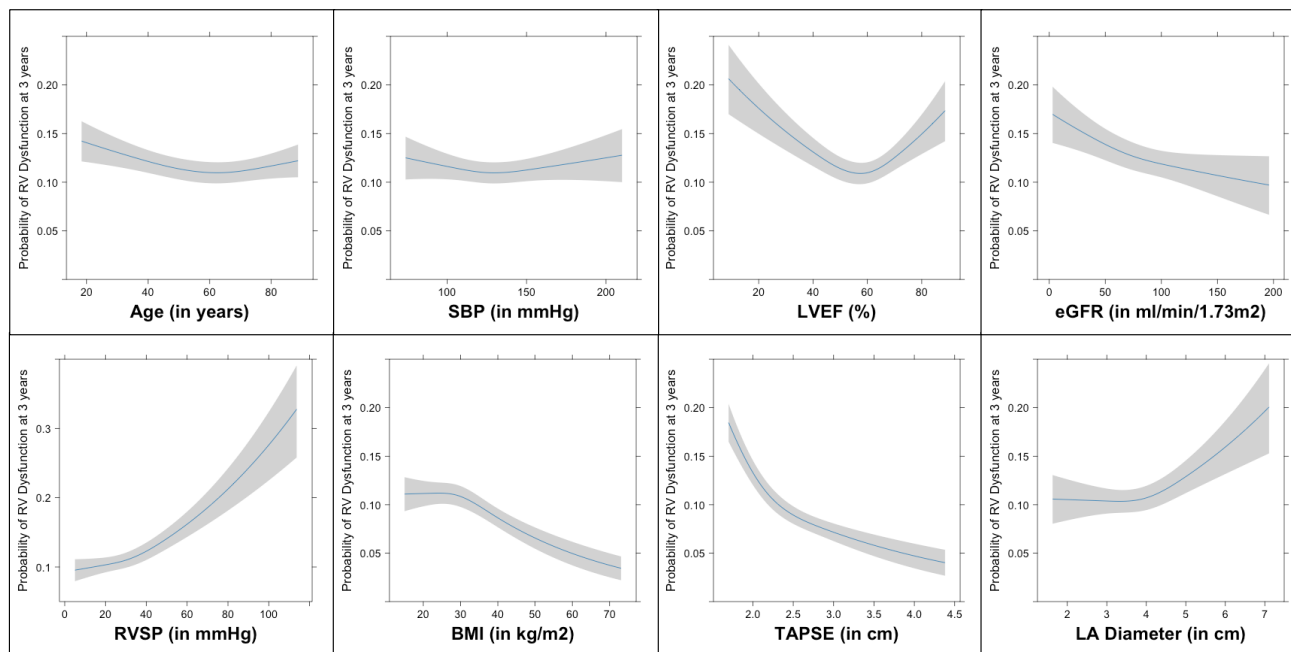 Probability of RV Dysfunction at 3 years
0.20
0.15
0.10
0.05
20 40 60 80
Age (in years)
Probability of RV Dysfunction at 3 years
0.20
0.15
0.10
0.05
100 150 200
SBP (in mmHg)
Probability of RV Dysfunction at 3 years
0.20
0.15
0.10
0.05
20 40 60 80
LVEF (%)
Probability of RV Dysfunction at 3 years
0.20
0.15
0.10
0.05
0 50 100 150 200
eGFR (in ml/min/1.73m2)
Probability of RV Dysfunction at 3 years
0.3
0.2
0.1
0 20 40 60 80 100
RVSP (in mmHg)
Probability of RV Dysfunction at 3 years
0.20
0.15
0.10
0.05
20 30 40 50 60 70
BMI (in kg/m2)
Probability of RV Dysfunction at 3 years
0.20
0.15
0.10
0.05
2.0 2.5 3.0 3.5 4.0 4.5
TAPSE (in cm)
Probability of RV Dysfunction at 3 years
0.20
0.15
0.10
0.05
2 3 4 5 6 7
LA Diameter (in cm)